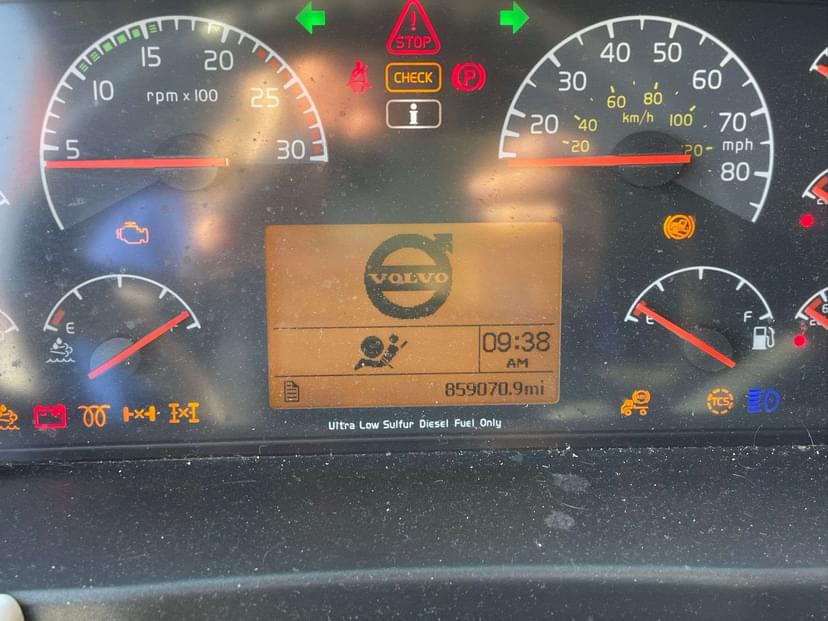 STOP
CHECK
i
P
5
10
15
20
25
30
rpm x 100
20
30
40
50
60
70
80
mph
20
40
60
80
100
km/h
E
E
F
VOLVO
09:38
AM
859070.9mi
TCS
Ultra Low Sulfur Diesel Fuel Only